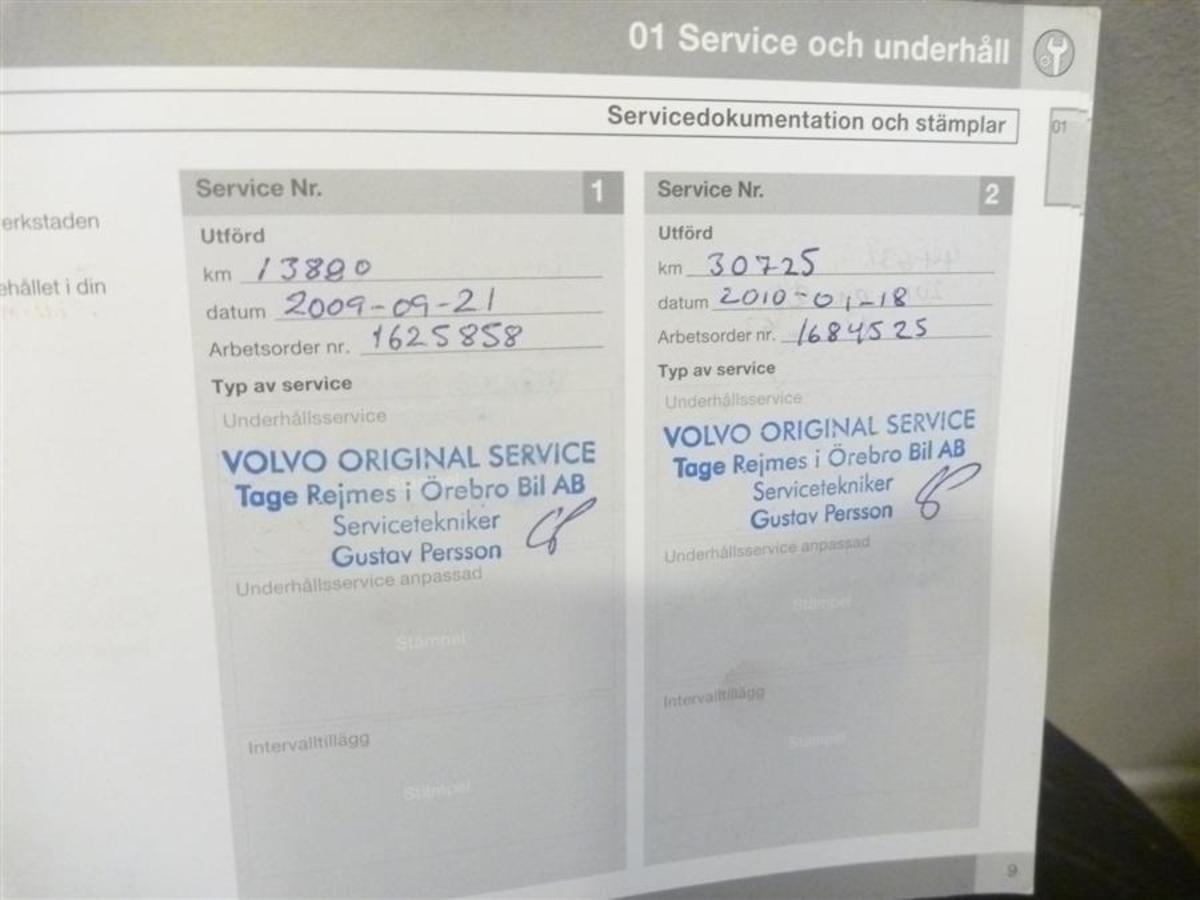 01 Service och underhåll
Servicedokumentation och stämplar
01
erkstaden
ehållet i din
Service Nr. 1
Utförd
km 13880
datum 2009-09-21
Arbetsorder nr. 1625858
Typ av service
Underhållsservice
VOLVO ORIGINAL SERVICE
Tage Rejmes i Örebro Bil AB
Servicetekniker
Gustav Persson
Underhållsservice anpassad
Stämpel
Intervalltillägg
Stämpel
Service Nr. 2
Utförd
km 30725
datum 2010-01-18
Arbetsorder nr. 1684525
Typ av service
Underhållsservice
VOLVO ORIGINAL SERVICE
Tage Rejmes i Örebro Bil AB
Servicetekniker
Gustav Persson
Underhållsservice anpassad
Stämpel
Intervalltillägg
Stämpel
9